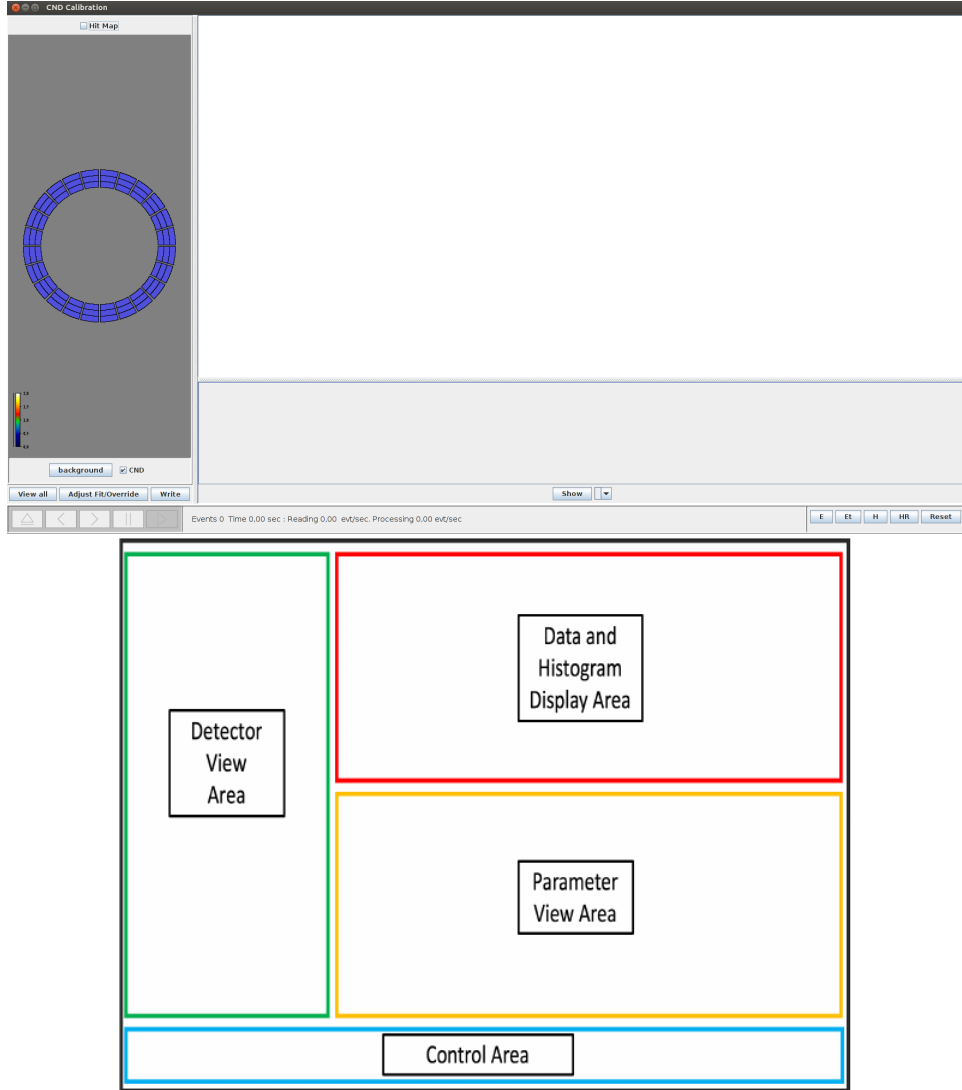 CND Calibration
Hit Map
background
CND
View all
Adjust Fit/Override
Write
Show
Events 0 Time 0,00 sec : Reading 0,00 evt/sec. Processing 0,00 evt/sec
E
Et
H
HR
Reset
Detector
View
Area
Data and
Histogram
Display Area
Parameter
View Area
Control Area